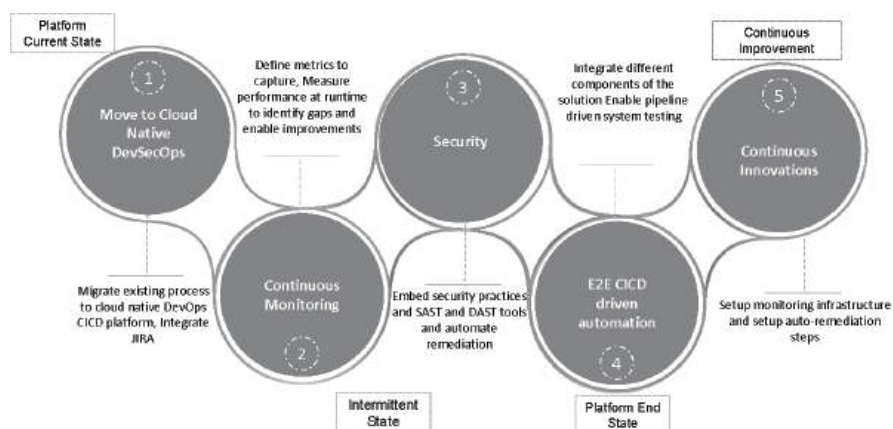 Platform
Current State
1
Move to Cloud
Native
DevSecOps
Migrate existing process
to cloud native DevOps
CICD platform, Integrate
JIRA
Define metrics to
capture, Measure
performance at runtime
to identify gaps and
enable improvements
Continuous
Monitoring
2
Intermittent
State
3
Security
Embed security practices
and SAST and DAST tools
and automate
remediation
Integrate different
components of the
solution Enable pipeline
driven system testing
E2E CICD
driven
automation
4
Platform End
State
Continuous
Improvement
5
Continuous
Innovations
Setup monitoring infrastructure
and setup auto-remediation
steps